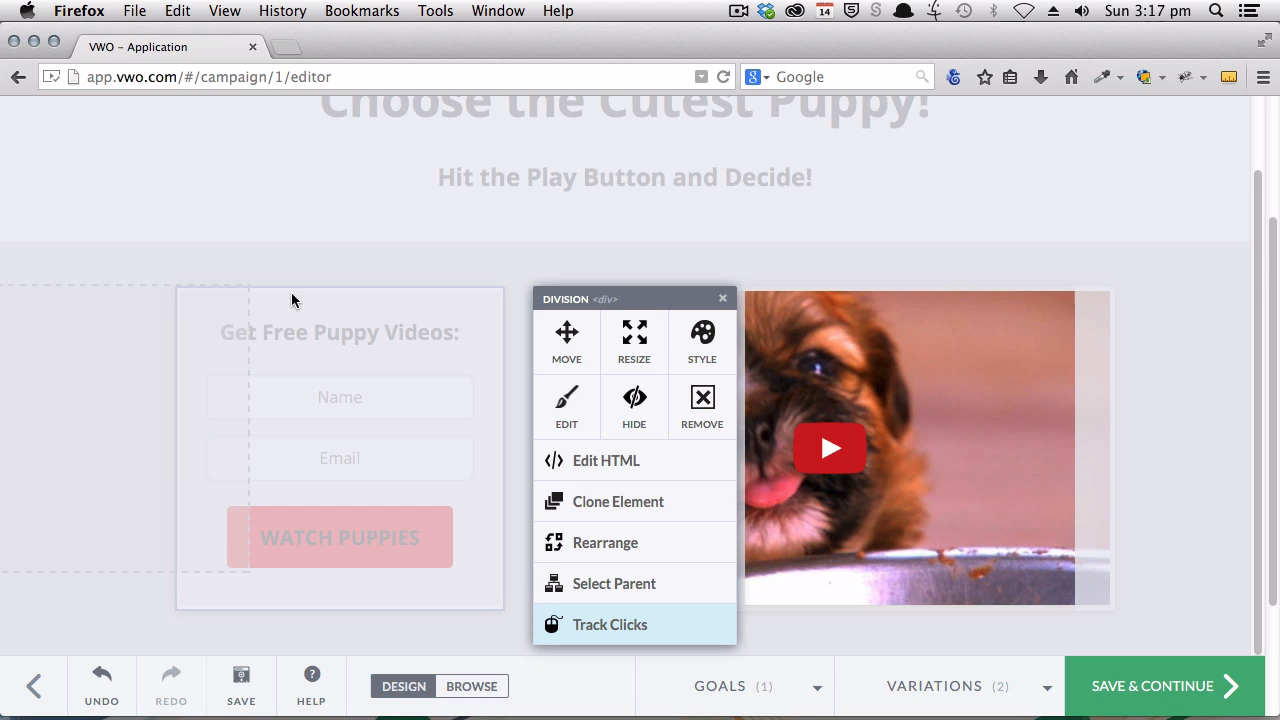 Firefox File Edit View History Bookmarks Tools Window Help 14 Sun 3:17 pm
VWO – Application
app.vwo.com/#/campaign/1/editor Google
Choose the Cutest Puppy!
Hit the Play Button and Decide!
Get Free Puppy Videos:
Name
Email
WATCH PUPPIES
DIVISION <div>
MOVE RESIZE STYLE
EDIT HIDE REMOVE
Edit HTML
Clone Element
Rearrange
Select Parent
Track Clicks
UNDO REDO SAVE HELP DESIGN BROWSE GOALS (1) VARIATIONS (2) SAVE & CONTINUE